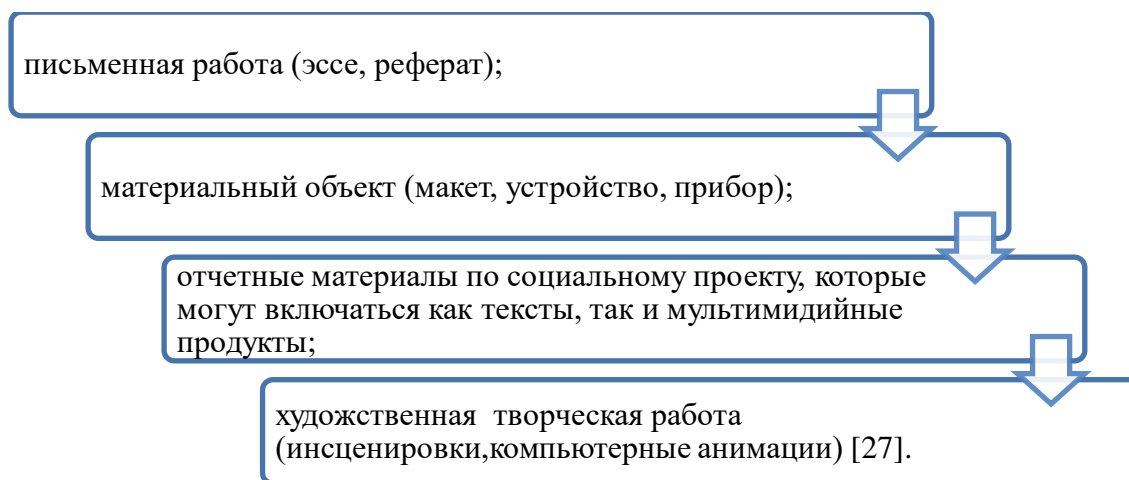 письменная работа (эссе, реферат);
материальный объект (макет, устройство, прибор);
отчетные материалы по социальному проекту, которые
могут включаться как тексты, так и мультимидийные
продукты;
художественная  творческая работа
(инсценировки,компьютерные анимации) [27].